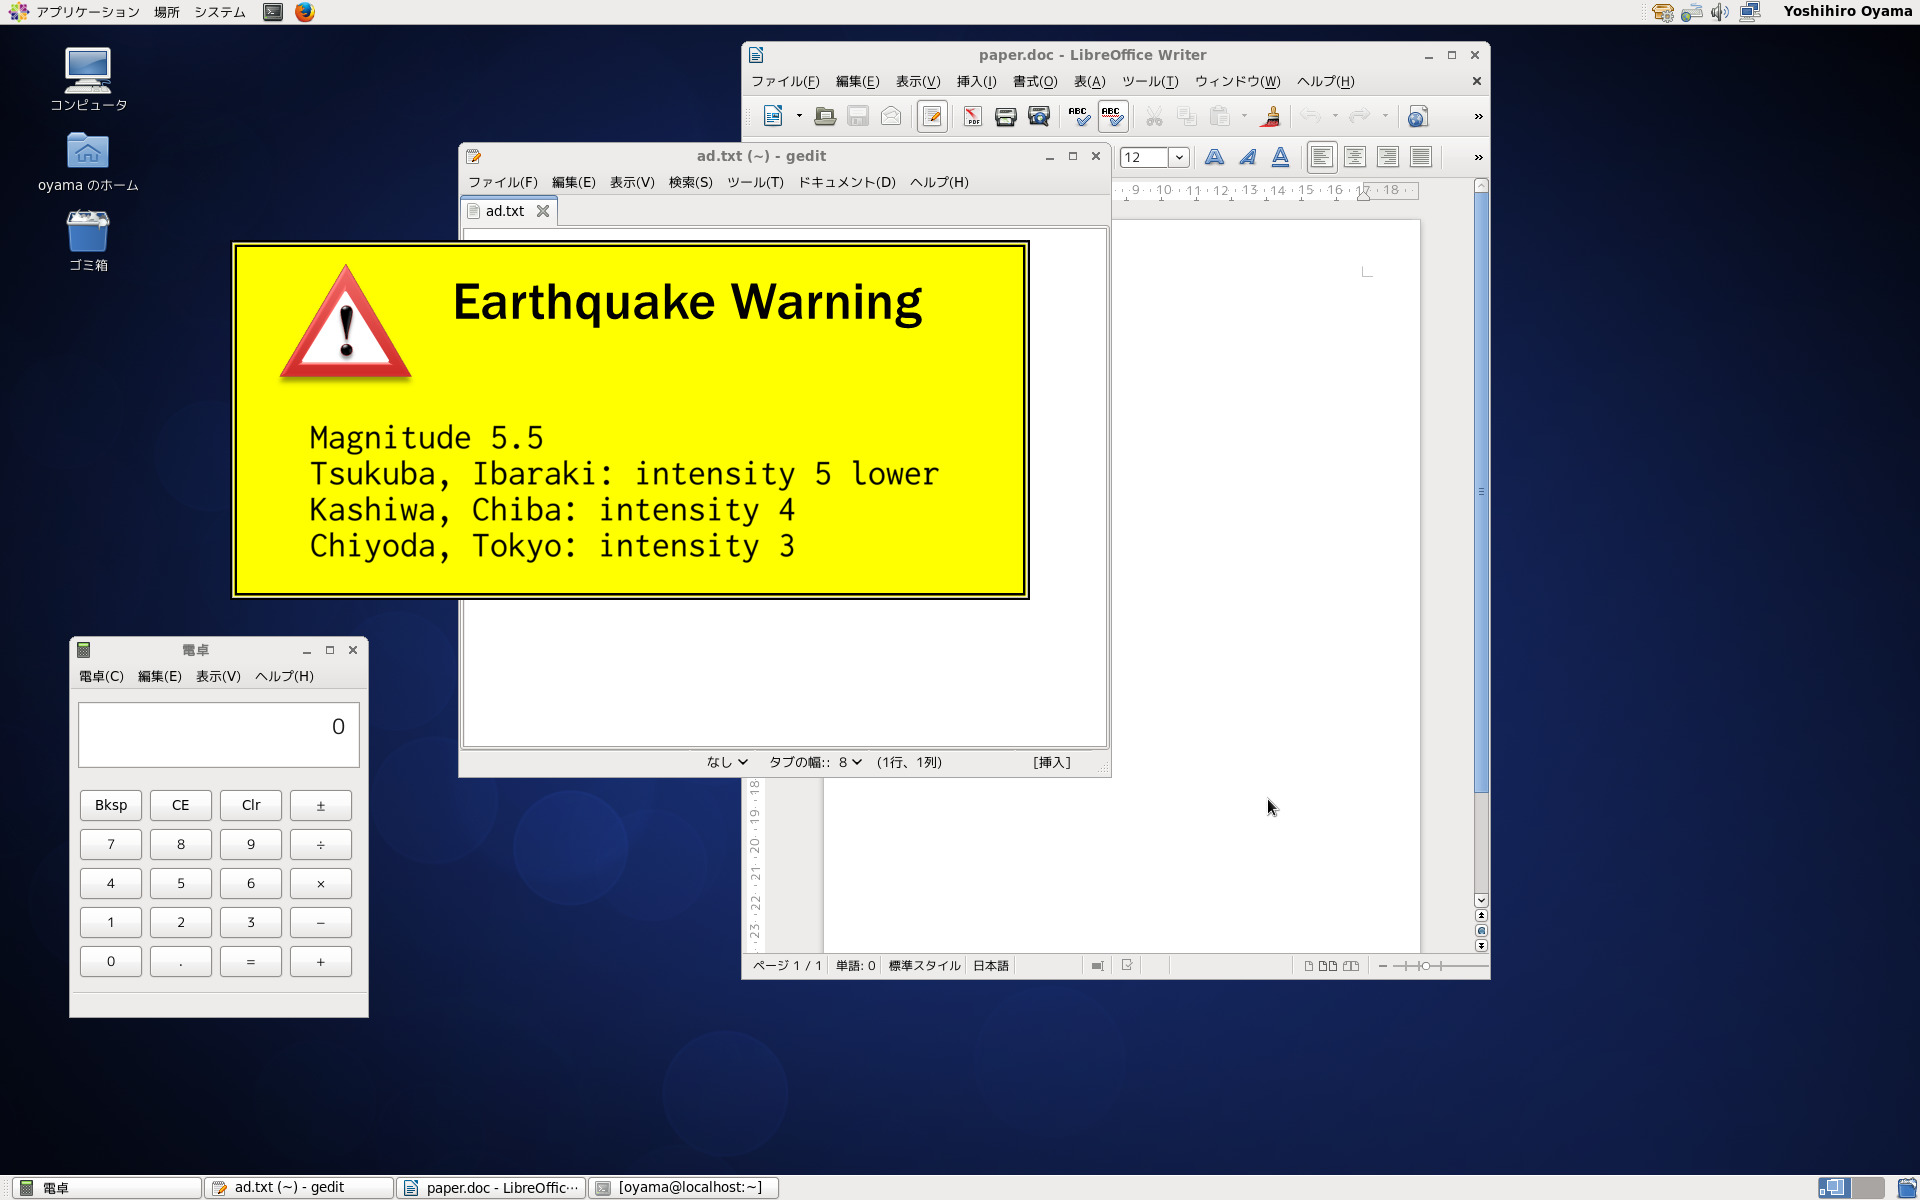 アプリケーション 場所 システム
Yoshihiro Oyama
コンピュータ
oyama のホーム
ゴミ箱
paper.doc - LibreOffice Writer
ファイル(F) 編集(E) 表示(V) 挿入(I) 書式(O) 表(A) ツール(T) ウィンドウ(W) ヘルプ(H)
PDF ABC ABC
12
9 10 11 12 13 14 15 16 17 18
ad.txt (~) - gedit
ファイル(F) 編集(E) 表示(V) 検索(S) ツール(T) ドキュメント(D) ヘルプ(H)
ad.txt
Earthquake Warning
Magnitude 5.5
Tsukuba, Ibaraki: intensity 5 lower
Kashiwa, Chiba: intensity 4
Chiyoda, Tokyo: intensity 3
なし タブの幅:: 8 (1行、1列) [挿入]
18 19 20 21 22 23
ページ 1 / 1 単語: 0 標準スタイル 日本語
電卓
電卓(C) 編集(E) 表示(V) ヘルプ(H)
0
Bksp CE Clr ±
7 8 9 ÷
4 5 6 ×
1 2 3 −
0 . = +
電卓 ad.txt (~) - gedit paper.doc - LibreOffic… [oyama@localhost:~]